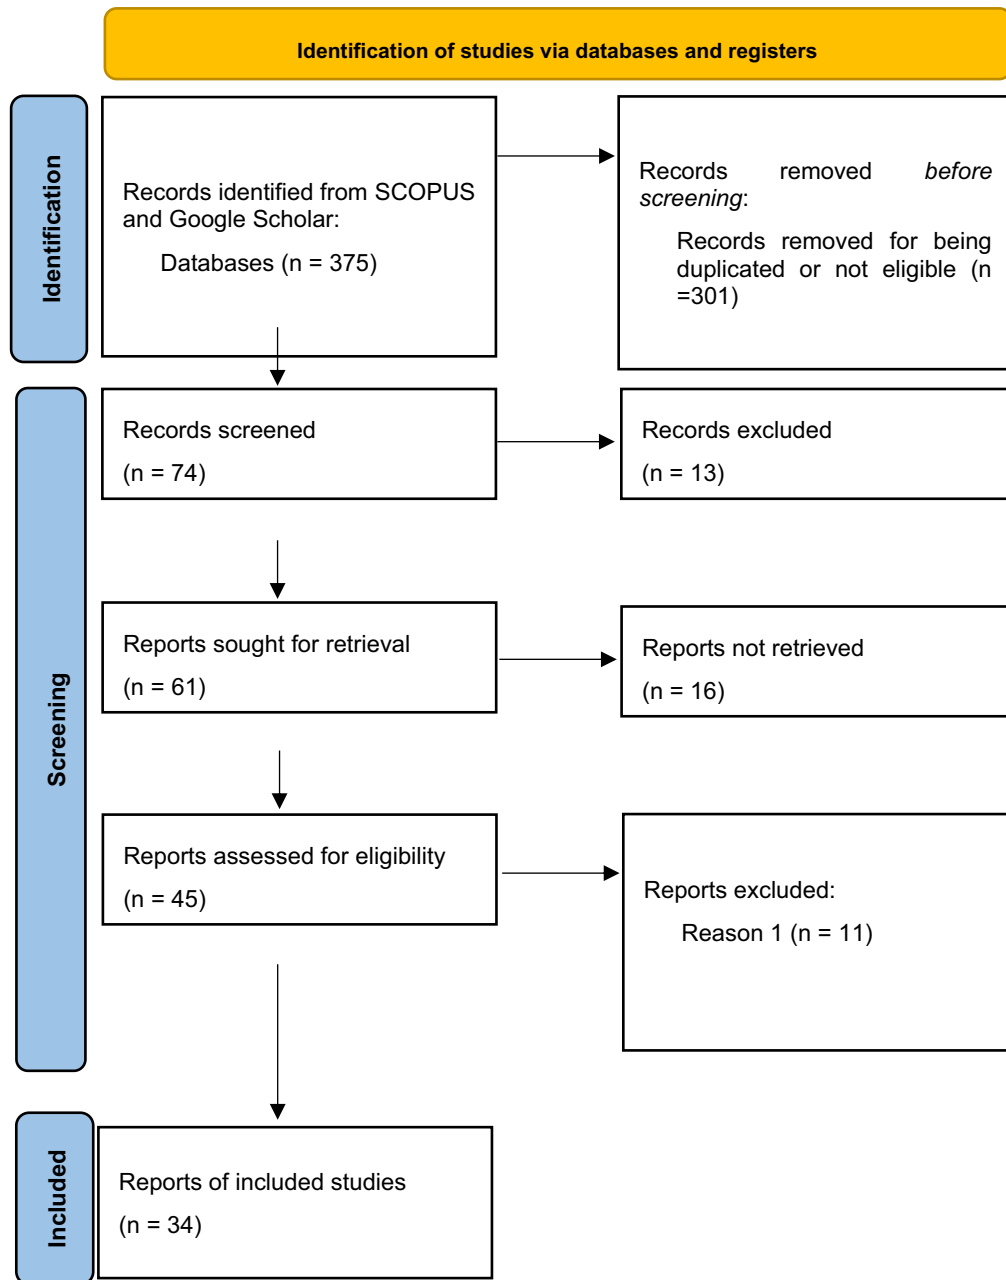 Identification of studies via databases and registers
Identification
Records identified from SCOPUS
and Google Scholar:
Databases (n = 375)
Records removed before
screening:
Records removed for being
duplicated or not eligible (n
=301)
Screening
Records screened
(n = 74)
Records excluded
(n = 13)
Reports sought for retrieval
(n = 61)
Reports not retrieved
(n = 16)
Reports assessed for eligibility
(n = 45)
Reports excluded:
Reason 1 (n = 11)
Included
Reports of included studies
(n = 34)